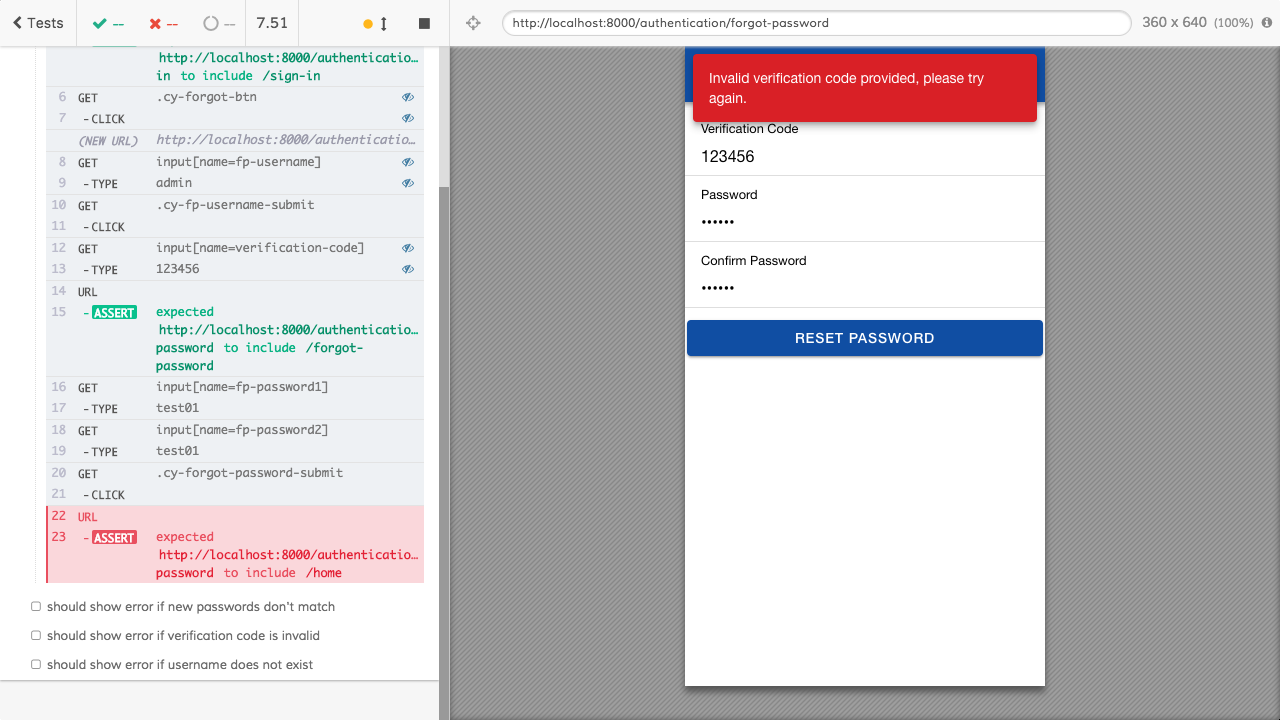 Tests
--
--
--
7.51
http://localhost:8000/authentication/forgot-password
360 x 640 (100%)
http://localhost:8000/authenticatio…
in to include /sign-in
6 GET .cy-forgot-btn
7 - CLICK
(NEW URL) http://localhost:8000/authenticatio…
8 GET input[name=fp-username]
9 - TYPE admin
10 GET .cy-fp-username-submit
11 - CLICK
12 GET input[name=verification-code]
13 - TYPE 123456
14 URL
15 - ASSERT expected
http://localhost:8000/authenticatio…
password to include /forgot-
password
16 GET input[name=fp-password1]
17 - TYPE test01
18 GET input[name=fp-password2]
19 - TYPE test01
20 GET .cy-forgot-password-submit
21 - CLICK
22 URL
23 - ASSERT expected
http://localhost:8000/authenticatio…
password to include /home
should show error if new passwords don't match
should show error if verification code is invalid
should show error if username does not exist
Invalid verification code provided, please try
again.
Verification Code
123456
Password
••••••
Confirm Password
••••••
RESET PASSWORD